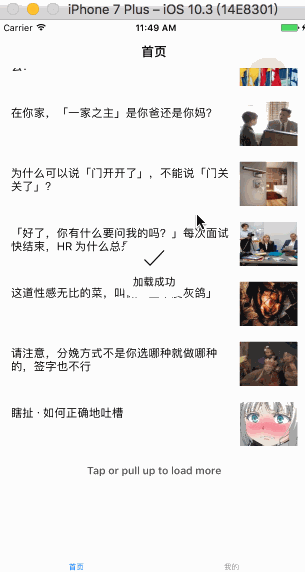 iPhone 7 Plus – iOS 10.3 (14E8301)
Carrier
11:49 AM
首页
在你家，「一家之主」是你爸还是你妈？
为什么可以说「门开开了」，不能说「门关
关了」？
「好了，你有什么要问我的吗？」每次面试
快结束，HR 为什么总
加载成功
这道性感无比的菜，叫
灰鸽」
请注意，分娩方式不是你选哪种就做哪种
的，签字也不行
瞎扯 · 如何正确地吐槽
Tap or pull up to load more
首页
我的